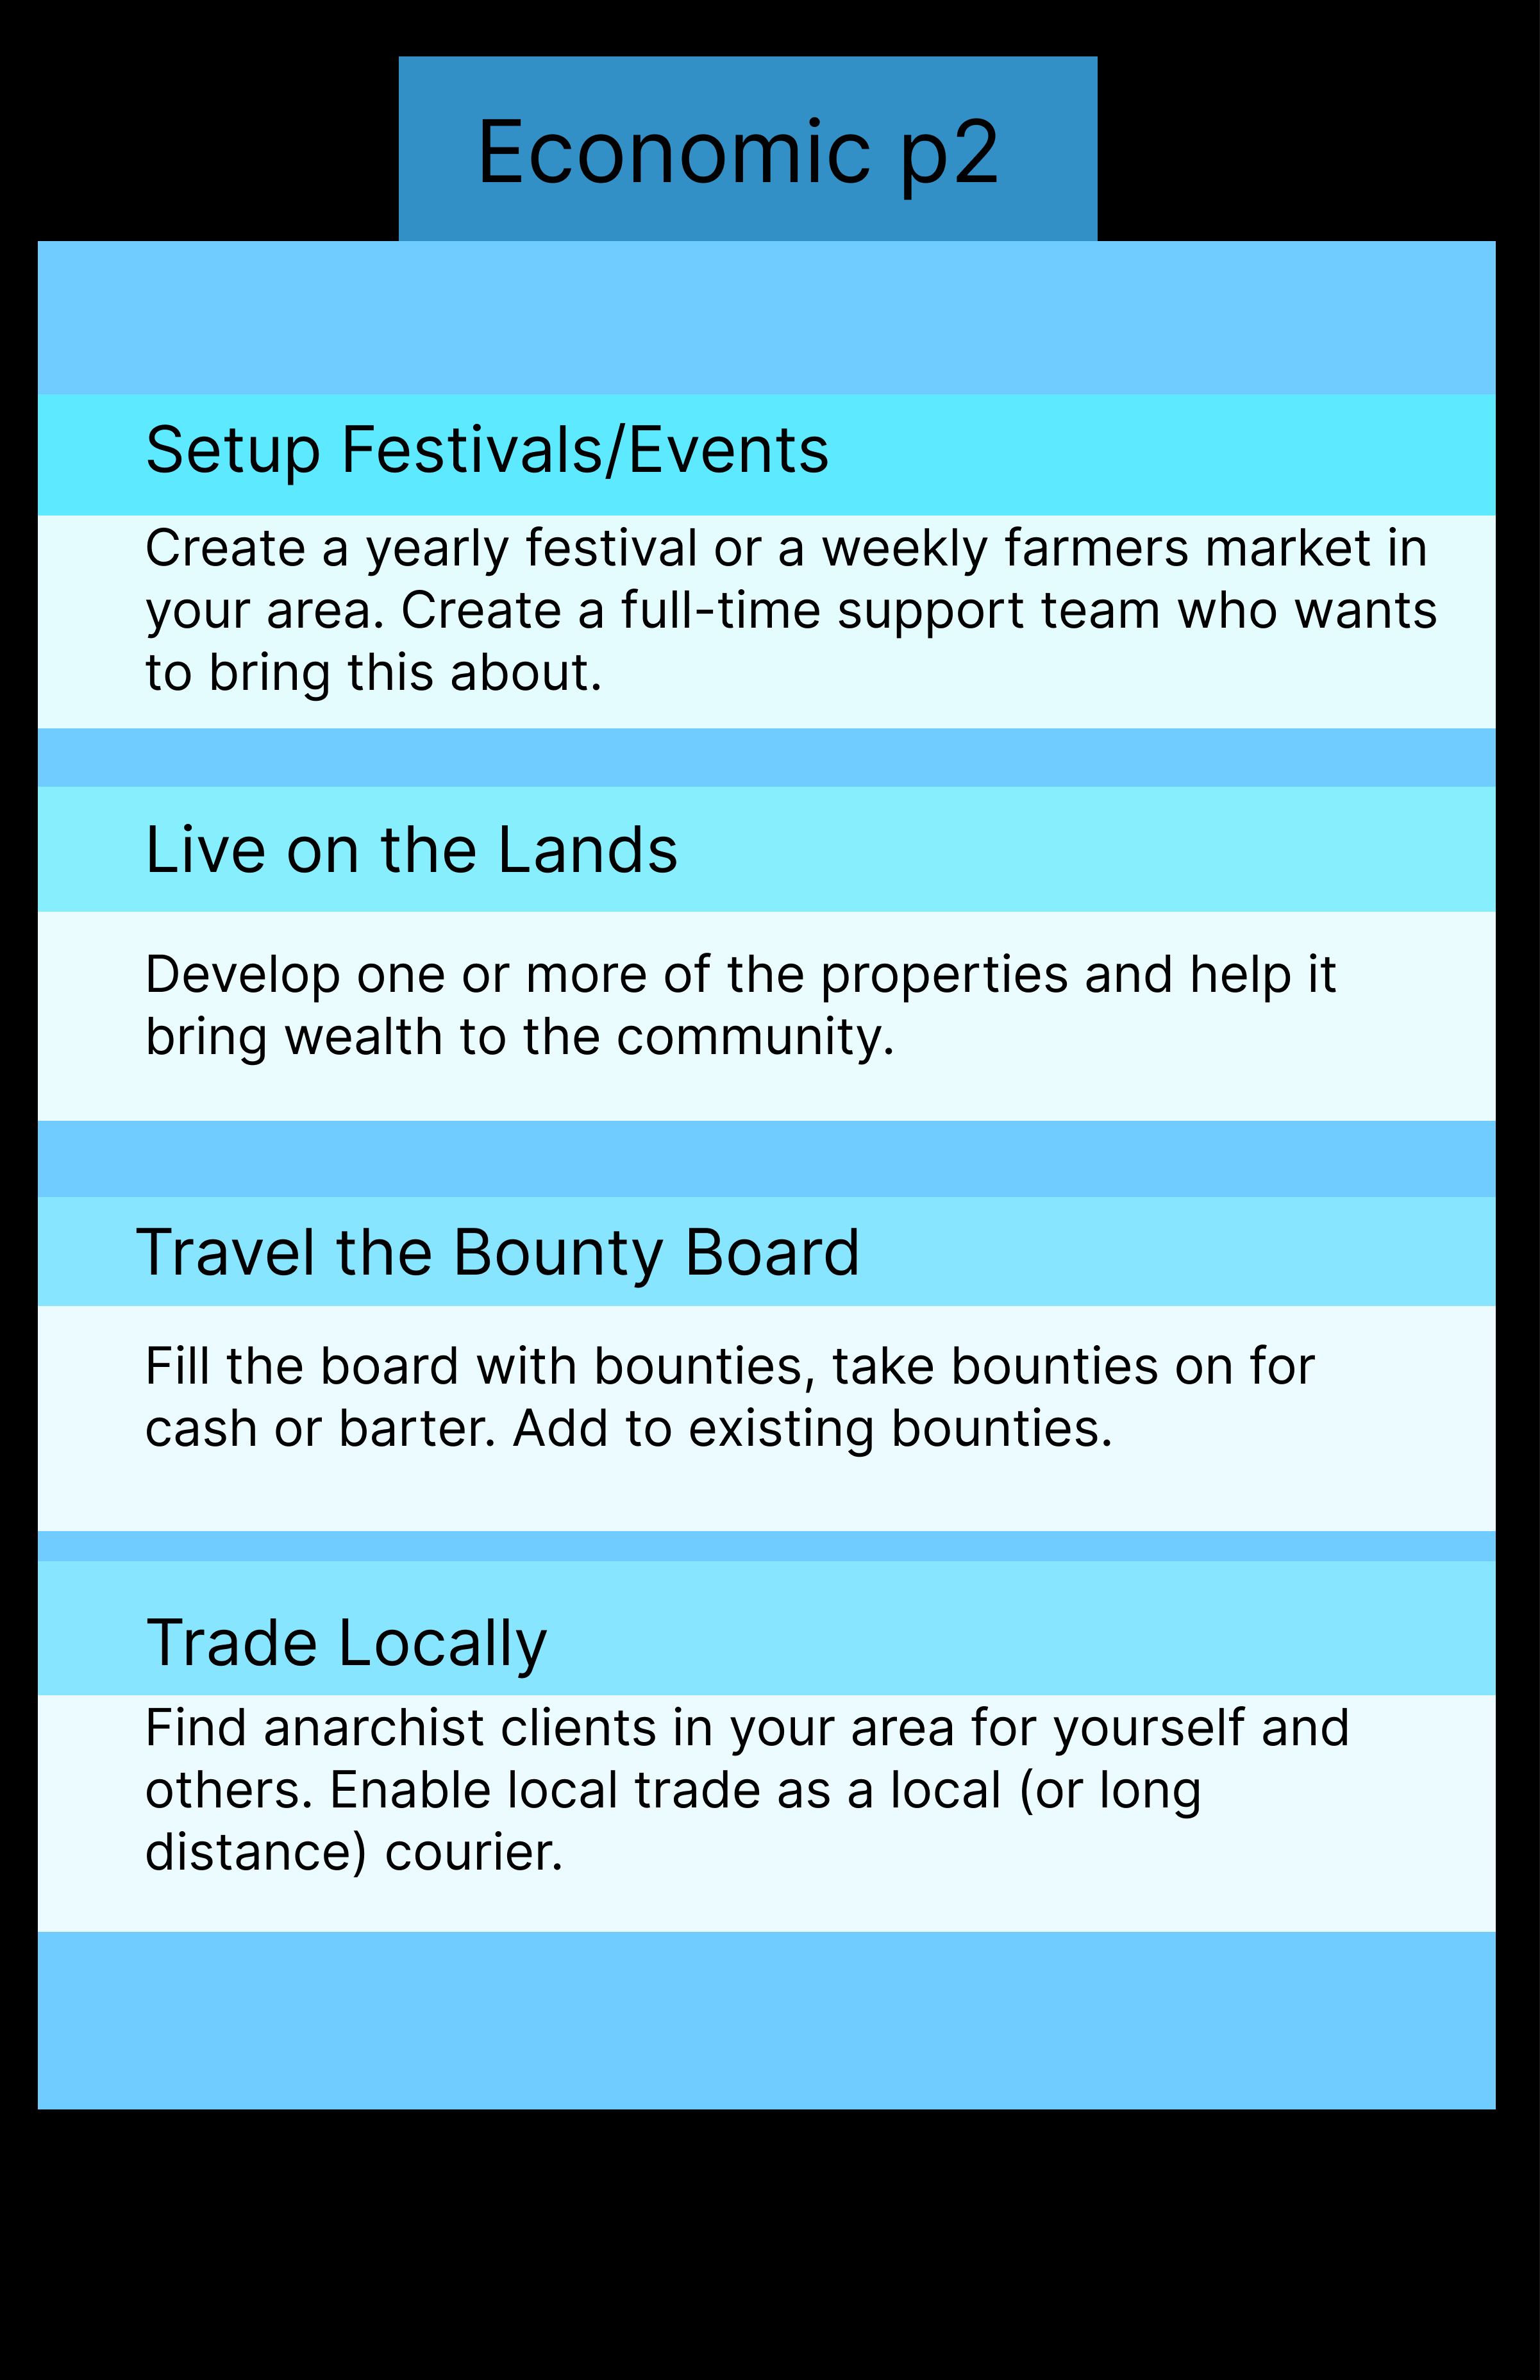 Economic p2
Setup Festivals/Events
Create a yearly festival or a weekly farmers market in
your area. Create a full-time support team who wants
to bring this about.
Live on the Lands
Develop one or more of the properties and help it
bring wealth to the community.
Travel the Bounty Board
Fill the board with bounties, take bounties on for
cash or barter. Add to existing bounties.
Trade Locally
Find anarchist clients in your area for yourself and
others. Enable local trade as a local (or long
distance) courier.